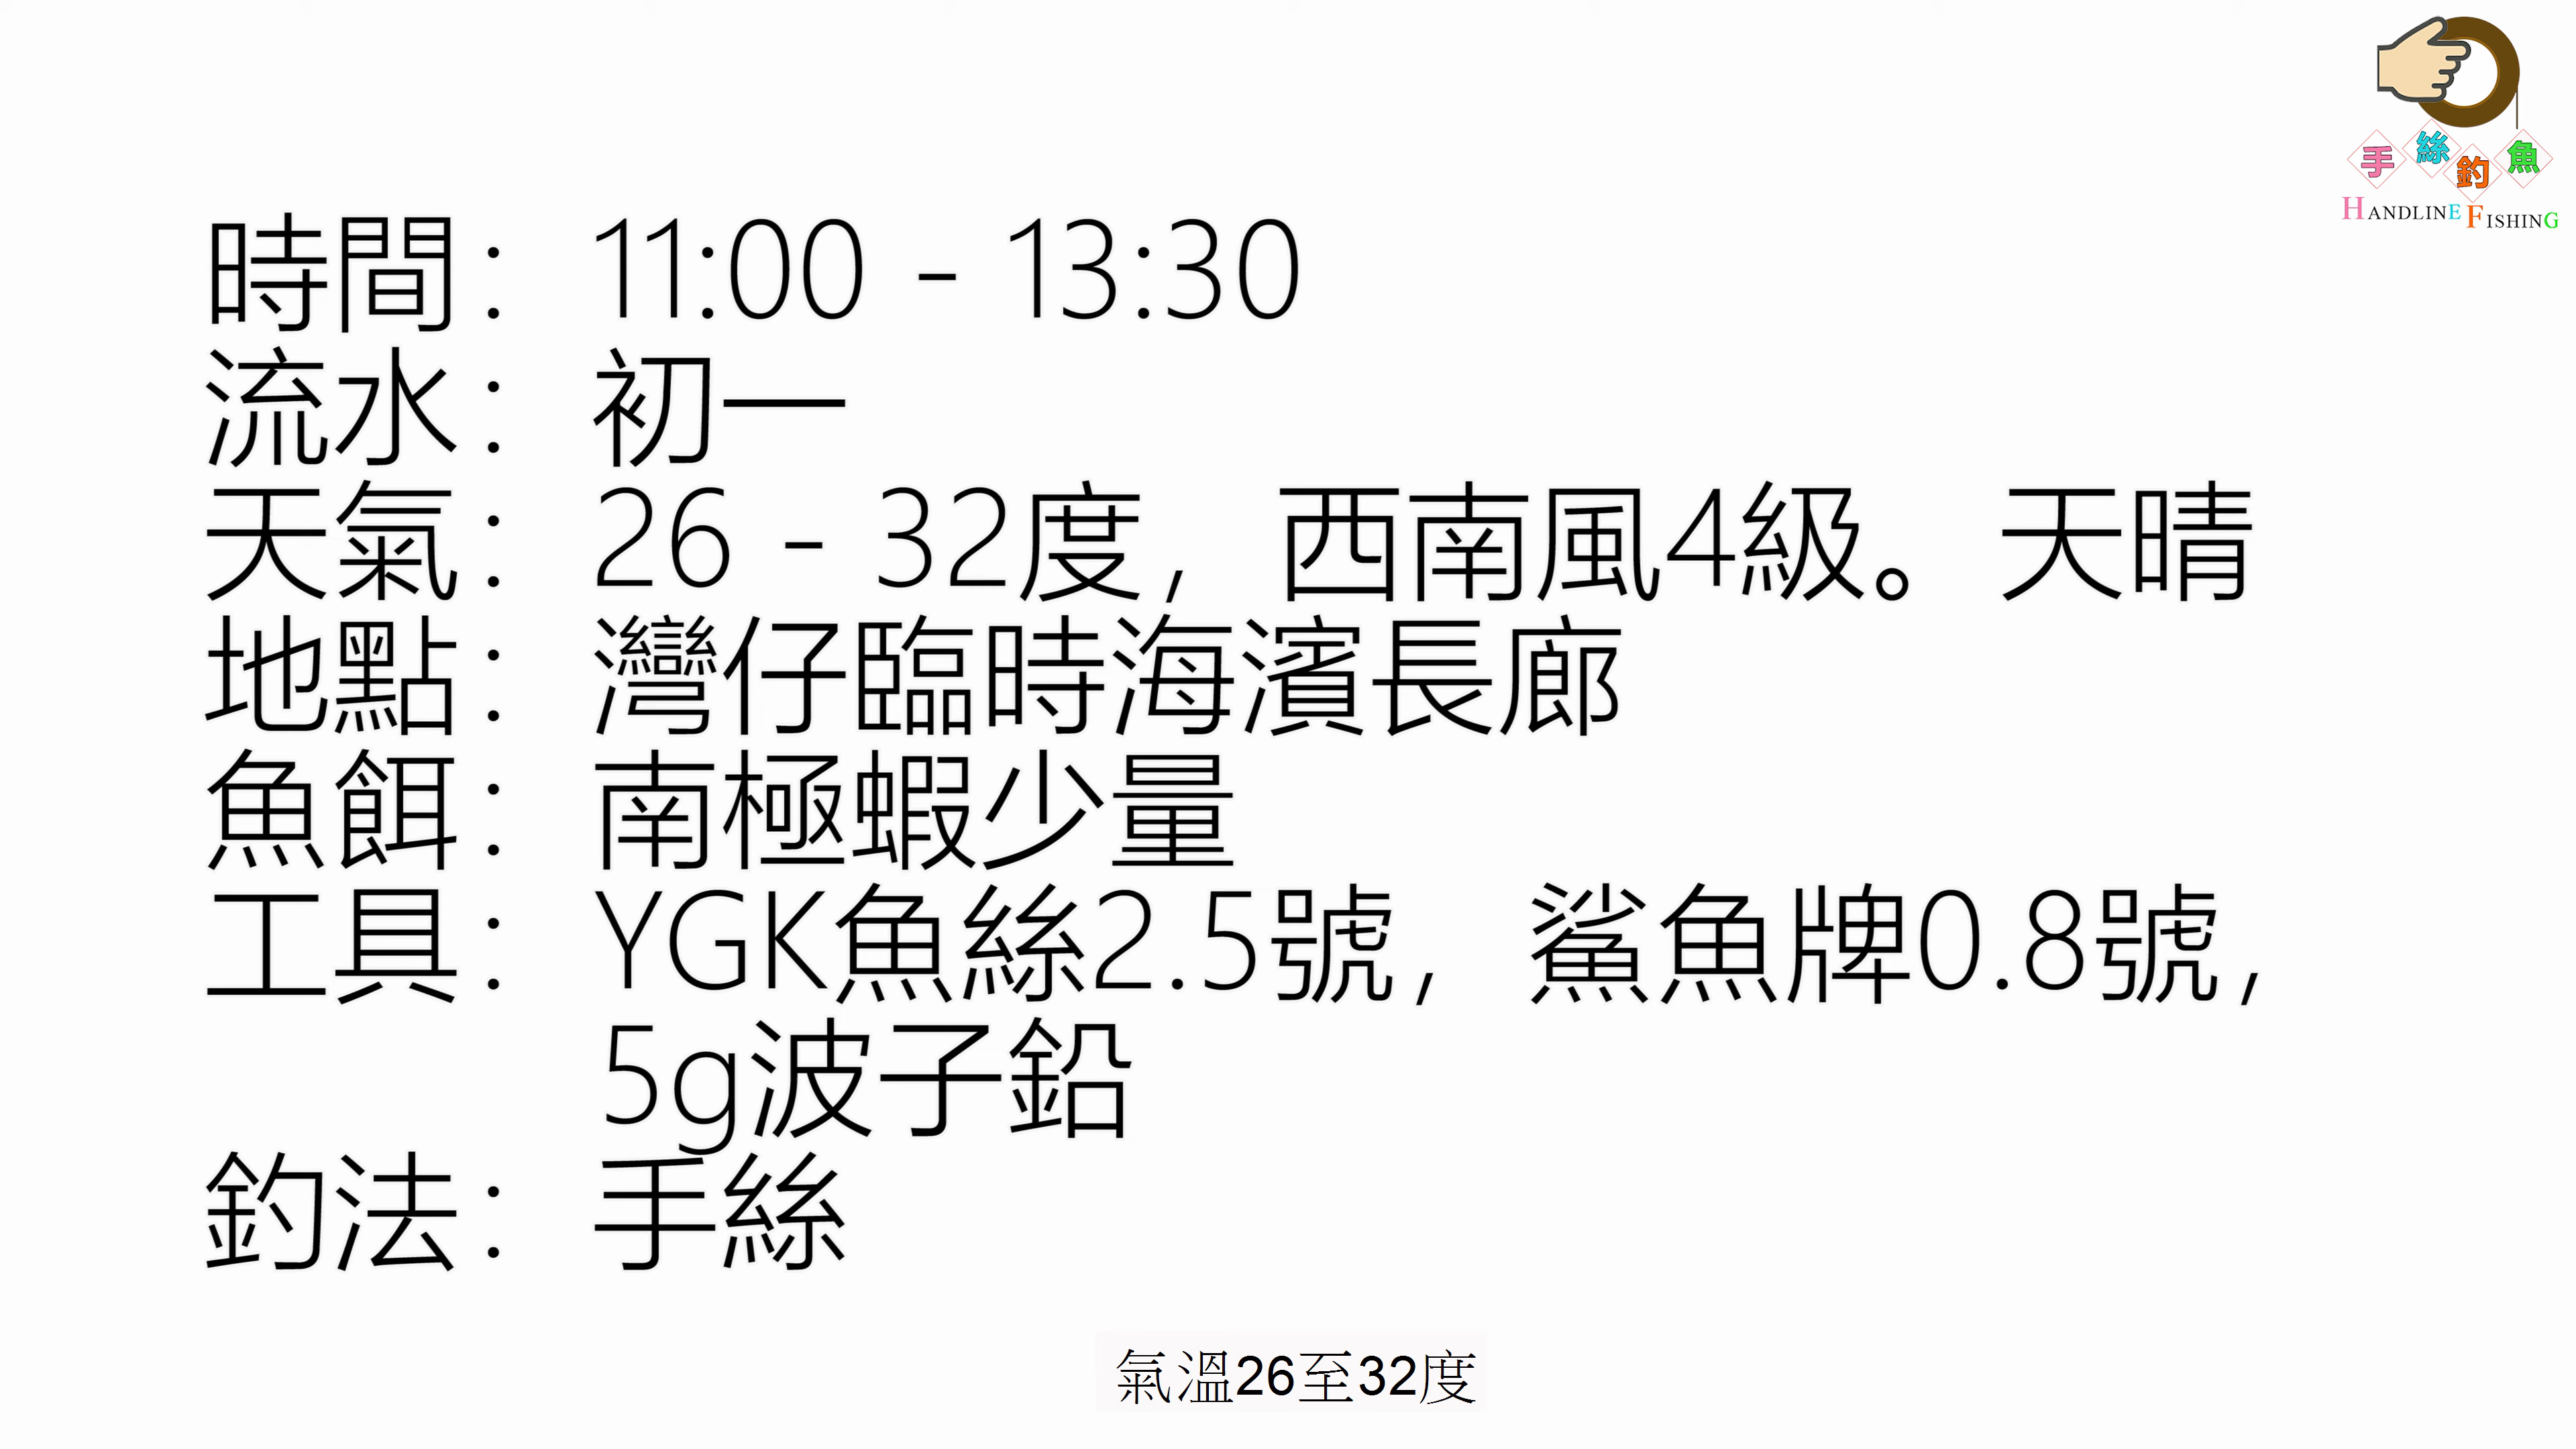 手絲釣魚
HANDLINE FISHING
時間：11:00 - 13:30
流水：初一
天氣：26 - 32度，西南風4級。天晴
地點：灣仔臨時海濱長廊
魚餌：南極蝦少量
工具：YGK魚絲2.5號，鯊魚牌0.8號，
5g波子鉛
釣法：手絲
氣溫26至32度